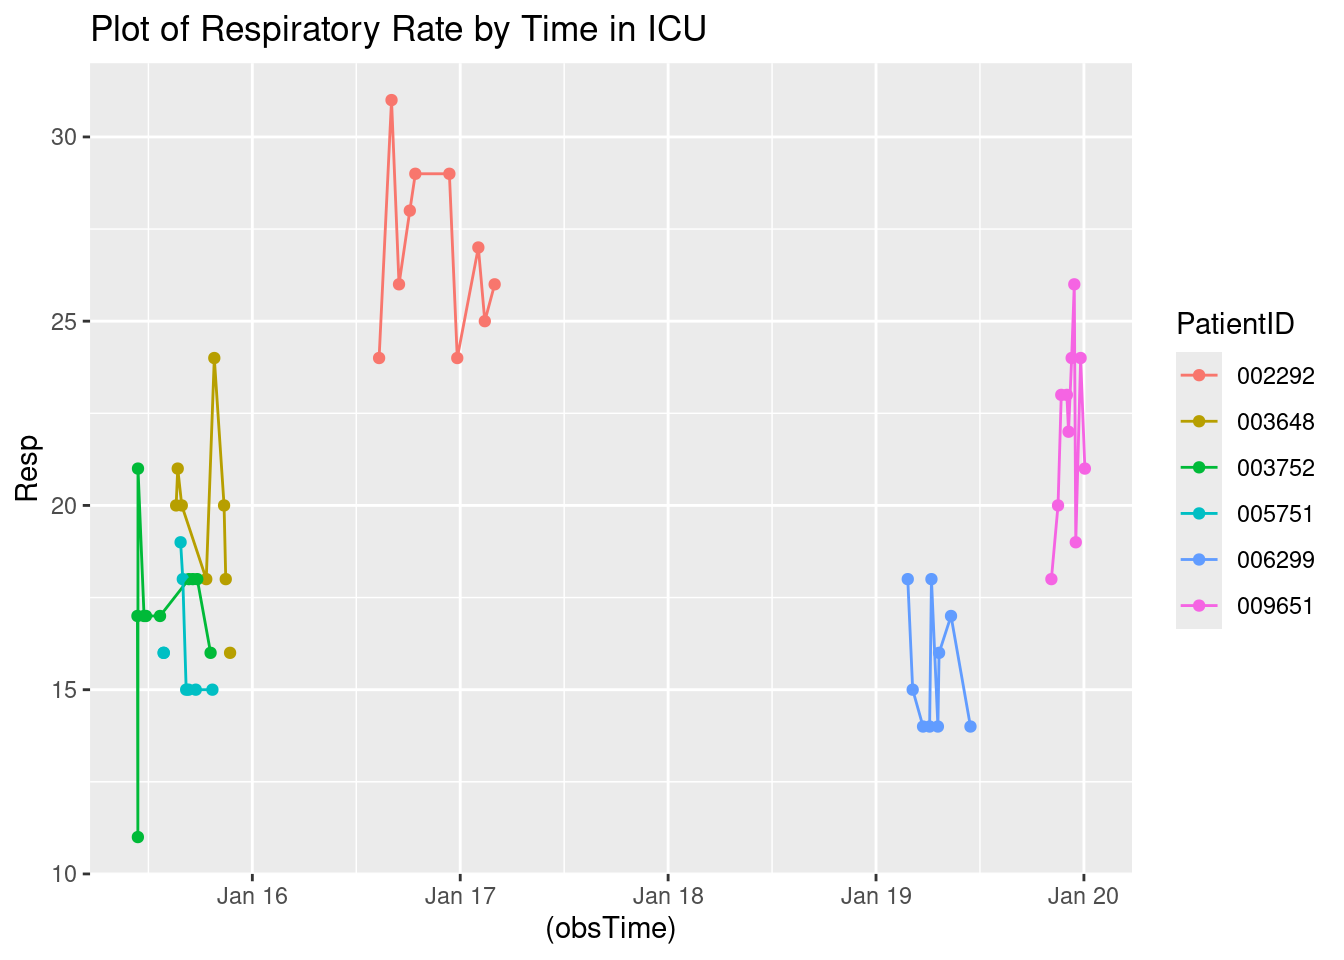 Plot of Respiratory Rate by Time in ICU
30
25
20
15
10
Resp
Jan 16
Jan 17
Jan 18
Jan 19
Jan 20
(obsTime)
PatientID
002292
003648
003752
005751
006299
009651